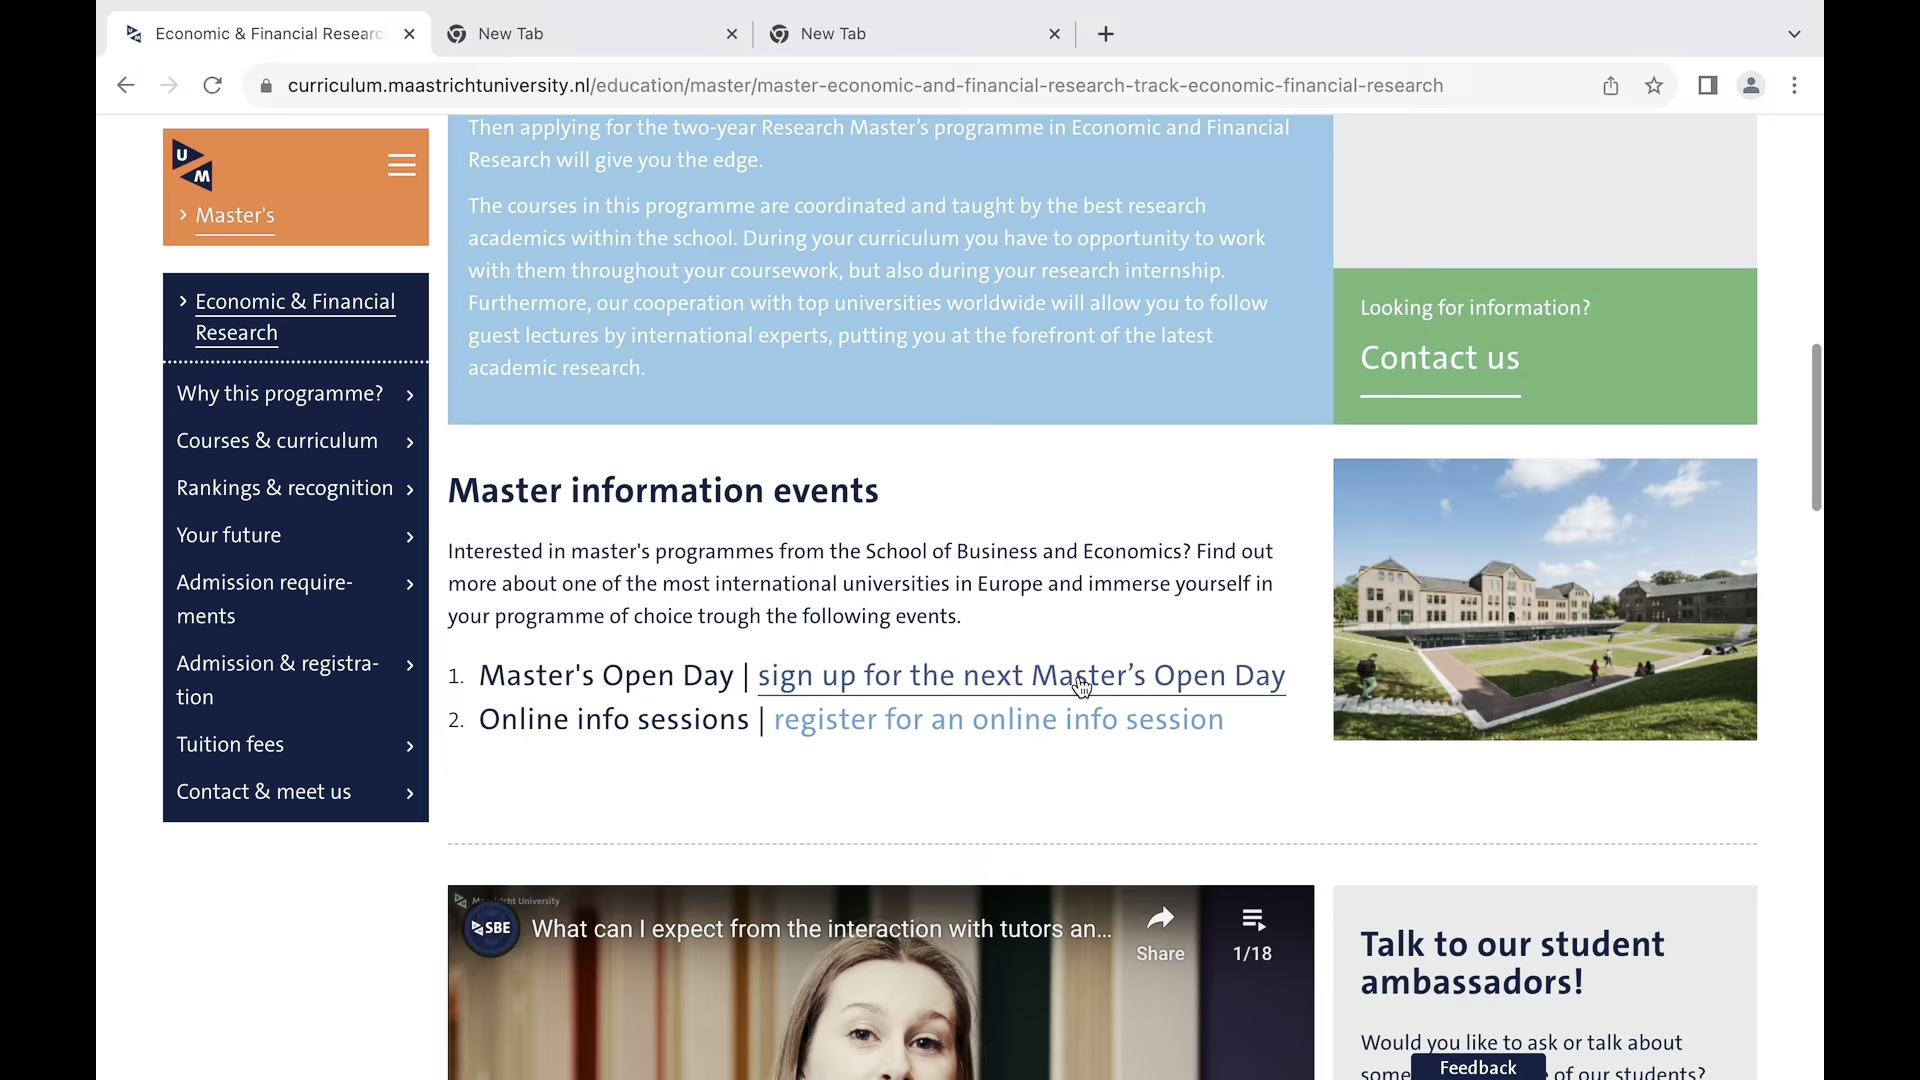 Economic & Financial Researc
New Tab
New Tab
curriculum.maastrichtuniversity.nl/education/master/master-economic-and-financial-research-track-economic-financial-research
U
M
Master's
Economic & Financial
Research
Why this programme?
Courses & curriculum
Rankings & recognition
Your future
Admission require-
ments
Admission & registra-
tion
Tuition fees
Contact & meet us
Then applying for the two-year Research Master’s programme in Economic and Financial
Research will give you the edge.
The courses in this programme are coordinated and taught by the best research
academics within the school. During your curriculum you have to opportunity to work
with them throughout your coursework, but also during your research internship.
Furthermore, our cooperation with top universities worldwide will allow you to follow
guest lectures by international experts, putting you at the forefront of the latest
academic research.
Looking for information?
Contact us
Master information events
Interested in master's programmes from the School of Business and Economics? Find out
more about one of the most international universities in Europe and immerse yourself in
your programme of choice trough the following events.
1. Master's Open Day | sign up for the next Master’s Open Day
2. Online info sessions | register for an online info session
Maastricht University
SBE
What can I expect from the interaction with tutors an...
Share
1/18
Talk to our student
ambassadors!
Would you like to ask or talk about
some of our students?
Feedback